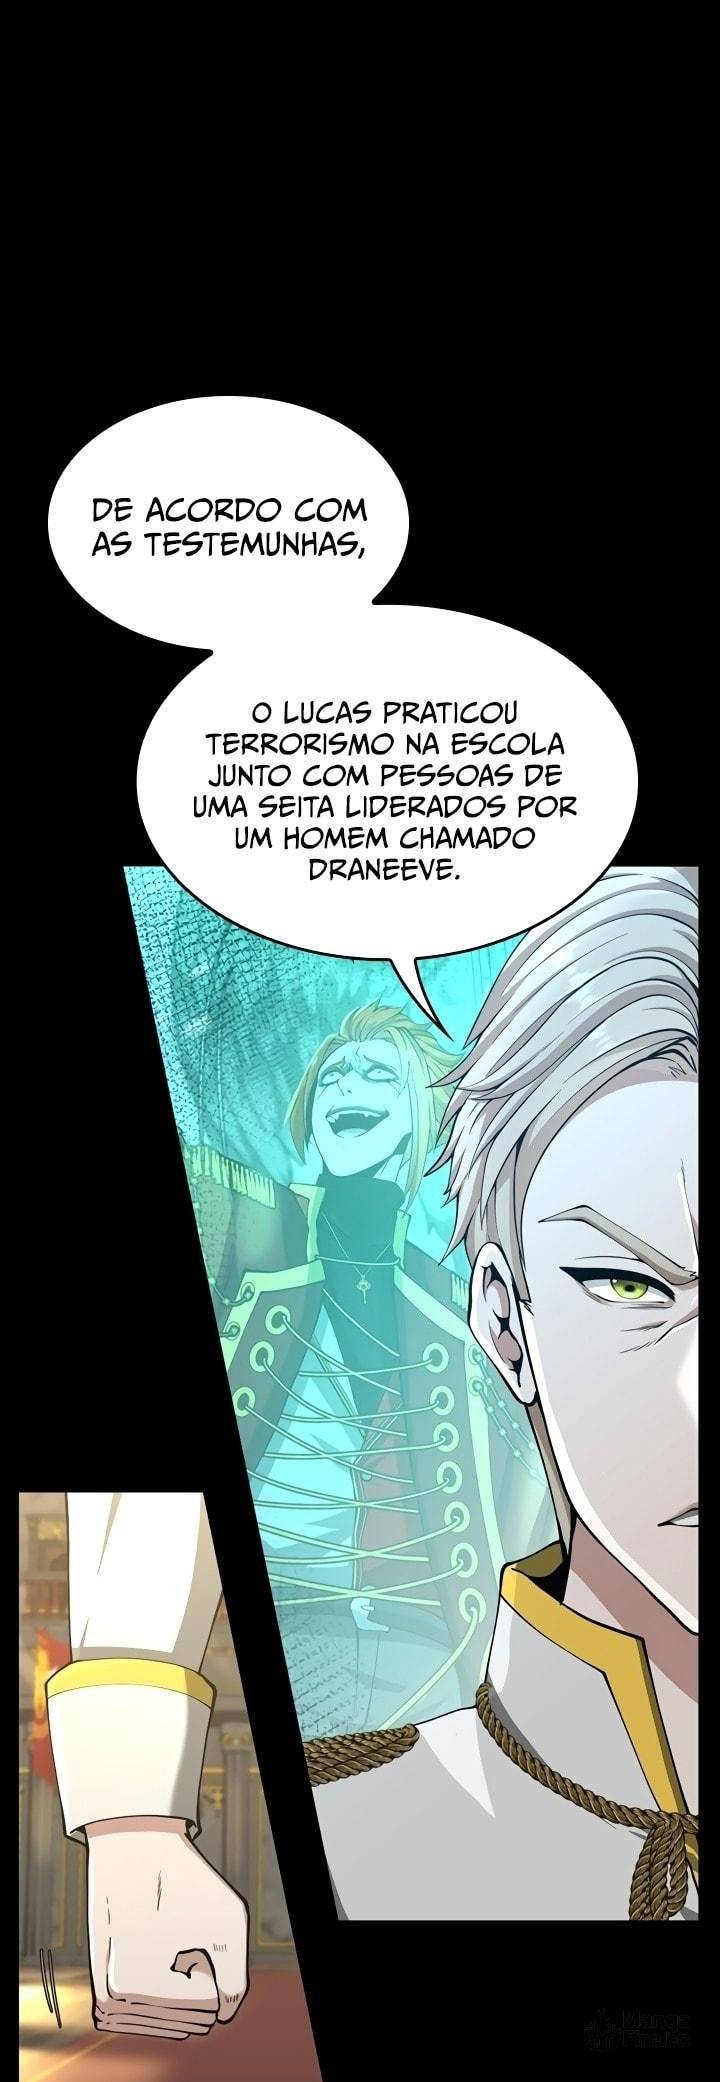 DE ACORDO COM
AS TESTEMUNHAS,
O LUCAS PRATICOU
TERRORISMO NA ESCOLA
JUNTO COM PESSOAS DE
UMA SEITA LIDERADOS POR
UM HOMEM CHAMADO
DRANEEVE.